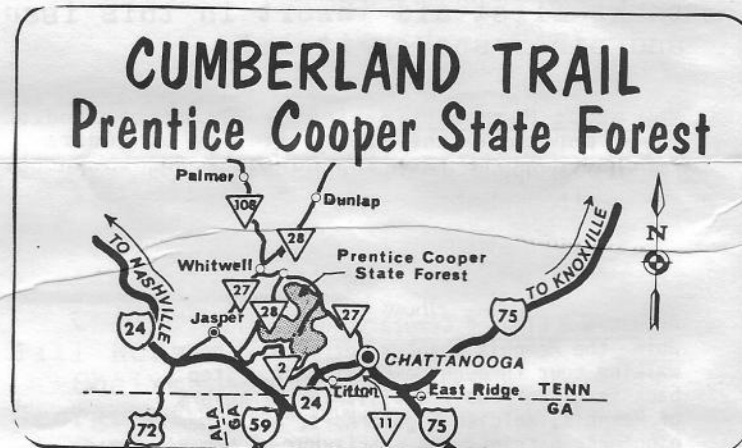 CUMBERLAND TRAIL
Prentice Cooper State Forest
Palmer
108
Dunlap
28
N
TO NASHVILLE
Whitwell
Prentice Cooper
State Forest
TO KNOXVILLE
27
28
27
75
24
Jasper
CHATTANOOGA
2
Tifton
East Ridge
TENN
GA
24
72
ALA
GA
59
11
75